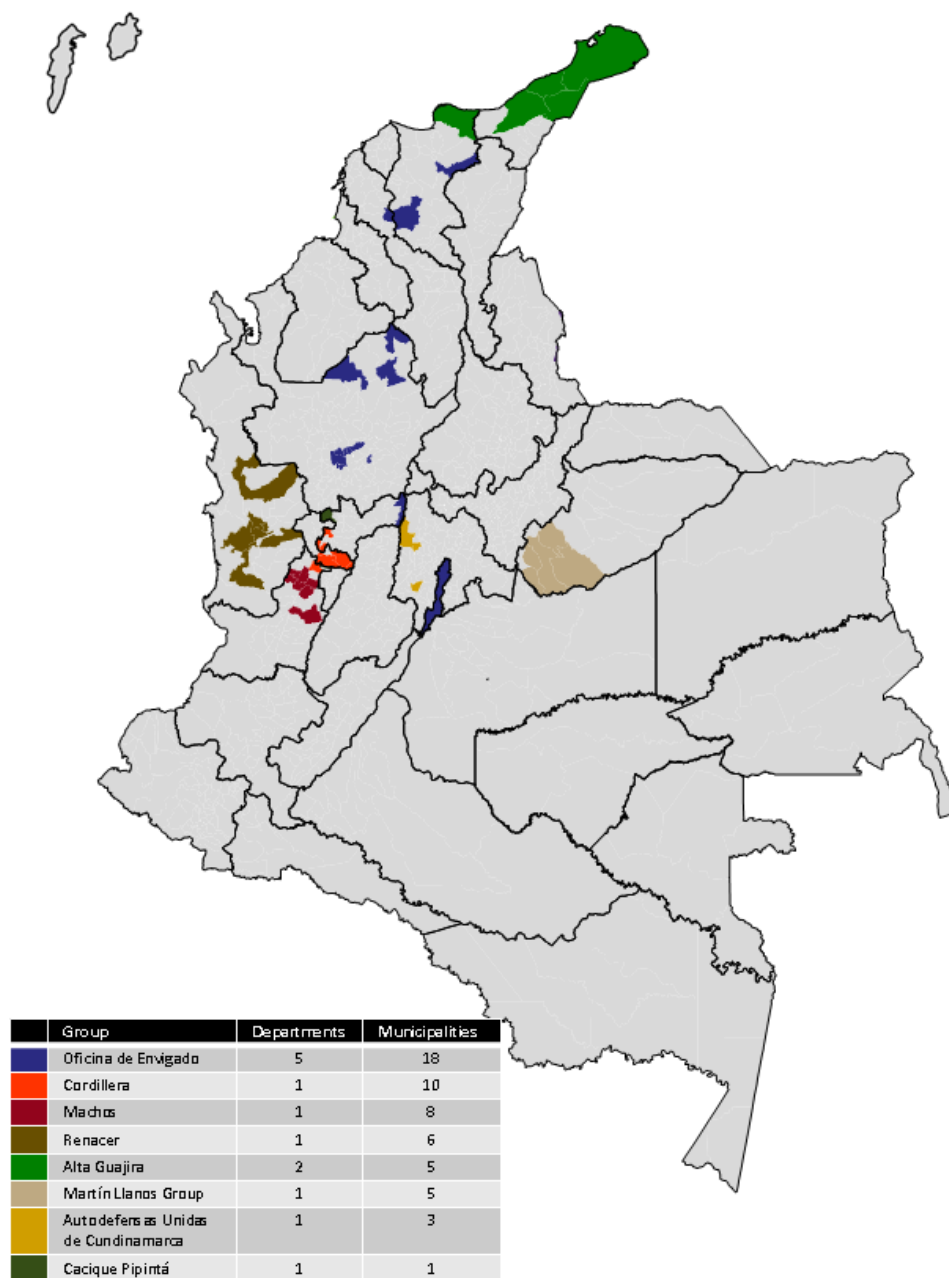 Group Departments Municipalities
Oficina de Envigado 5 18
Cordillera 1 10
Machos 1 8
Renacer 1 6
Alta Guajira 2 5
Martín Llanos Group 1 5
Autodefensas Unidas
de Cundinamarca 1 3
Cacique Pipintá 1 1